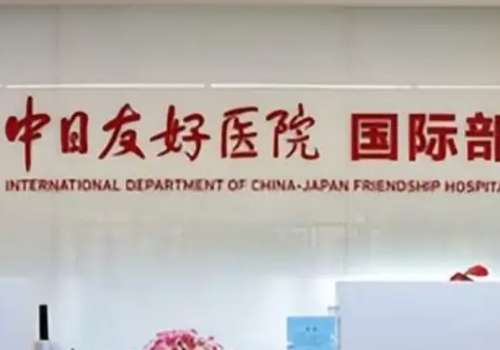 中日友好医院 国际部
INTERNATIONAL DEPARTMENT OF CHINA-JAPAN FRIENDSHIP HOSPITA